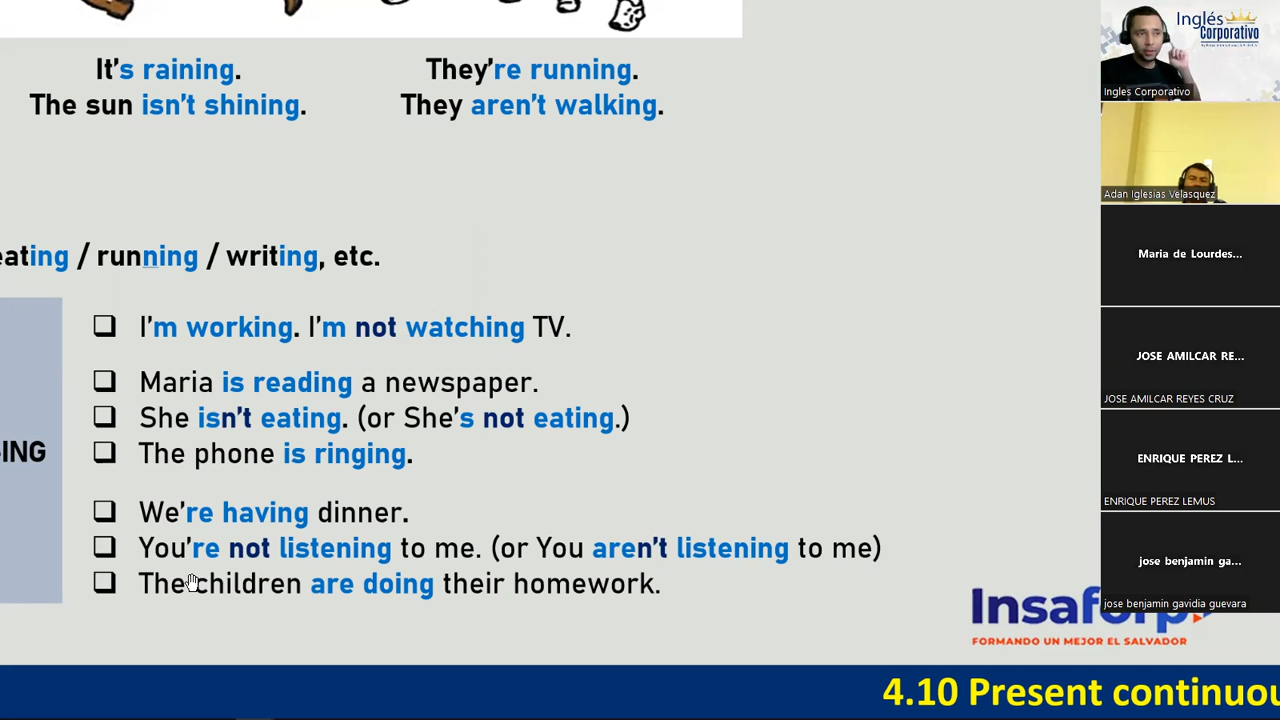 It's raining.
The sun isn't shining.
They're running.
They aren't walking.
eating / running / writing, etc.
-ING
❑ I'm working. I'm not watching TV.
❑ Maria is reading a newspaper.
❑ She isn't eating. (or She's not eating.)
❑ The phone is ringing.
❑ We're having dinner.
❑ You're not listening to me. (or You aren't listening to me)
❑ The children are doing their homework.
Insaforp
FORMANDO UN MEJOR EL SALVADOR
4.10 Present continuou
Inglés
Corporativo
Ingles Corporativo
Adan Iglesias Velasquez
Maria de Lourdes...
JOSE AMILCAR RE...
JOSE AMILCAR REYES CRUZ
ENRIQUE PEREZ L...
ENRIQUE PEREZ LEMUS
jose benjamin ga...
jose benjamin gavidia guevara